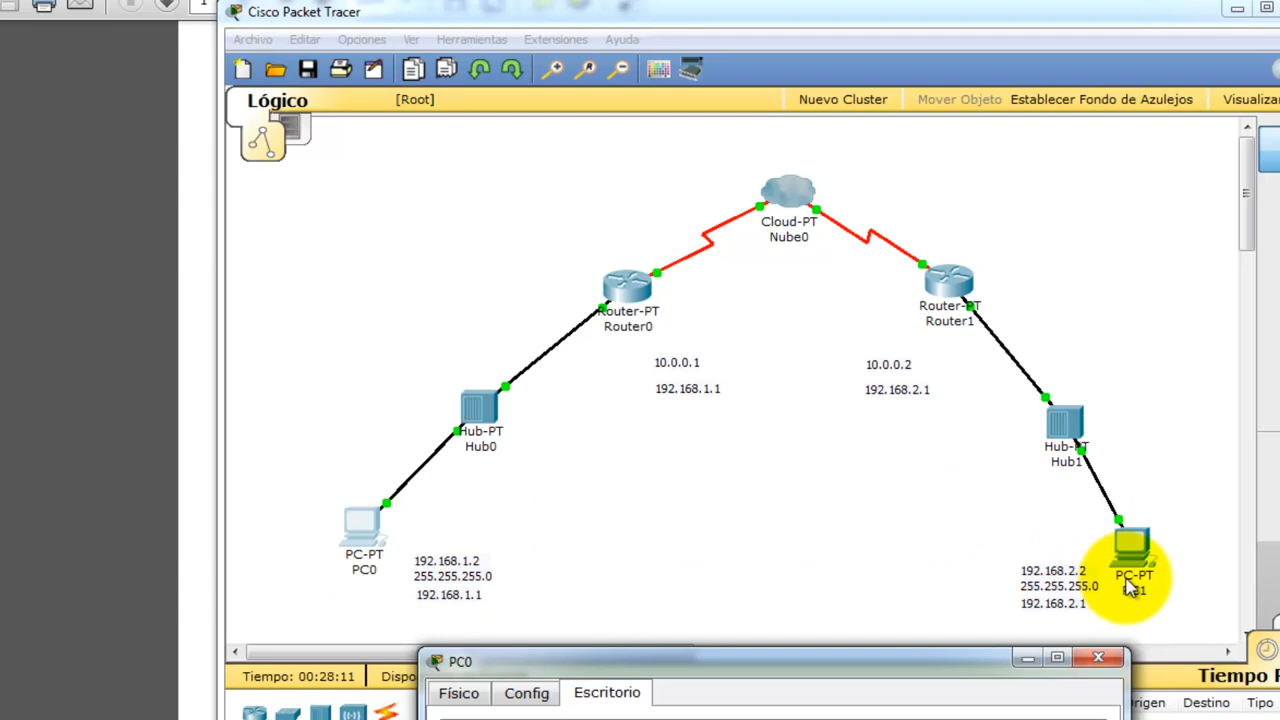 1
Cisco Packet Tracer
Archivo Editar Opciones Ver Herramientas Extensiones Ayuda
Lógico [Root] Nuevo Cluster Mover Objeto Establecer Fondo de Azulejos Visualizar
Cloud-PT
Nube0
Router-PT
Router0
Router-PT
Router1
10.0.0.1
192.168.1.1
10.0.0.2
192.168.2.1
Hub-PT
Hub0
Hub-PT
Hub1
PC-PT
PC0
192.168.1.2
255.255.255.0
192.168.1.1
192.168.2.2
255.255.255.0
192.168.2.1
PC-PT
PC0
Tiempo: 00:28:11 Dispo
Tiempo R
Físico Config Escritorio
Origen Destino Tipo